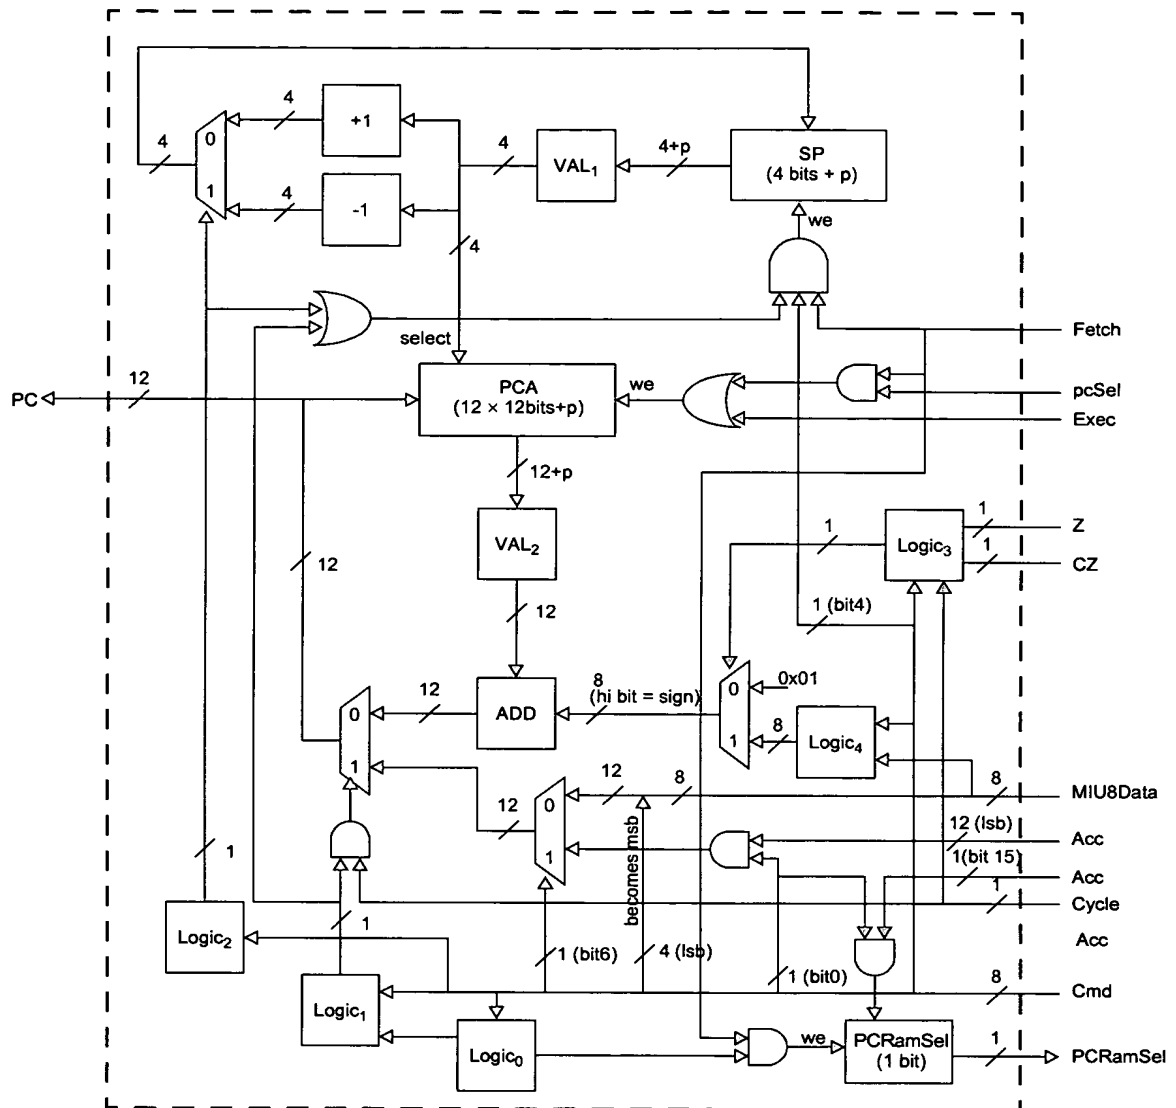 4
+1
4
0
1
4
-1
4
VAL1
4+p
SP
(4 bits + p)
we
4
select
Fetch
PC
12
PCA
(12 × 12bits+p)
we
pcSel
Exec
12+p
VAL2
12
12
1
Logic3
1
Z
1
CZ
1 (bit4)
0
1
12
ADD
8
(hi bit = sign)
0
1
0x01
8
Logic4
12
0
1
12
8
8
MIU8Data
becomes msb
12 (lsb)
Acc
1(bit 15)
Acc
1
Cycle
Acc
1
Logic2
1
1 (bit6)
4 (lsb)
1 (bit0)
8
Cmd
Logic1
Logic0
we
PCRamSel
(1 bit)
1
PCRamSel